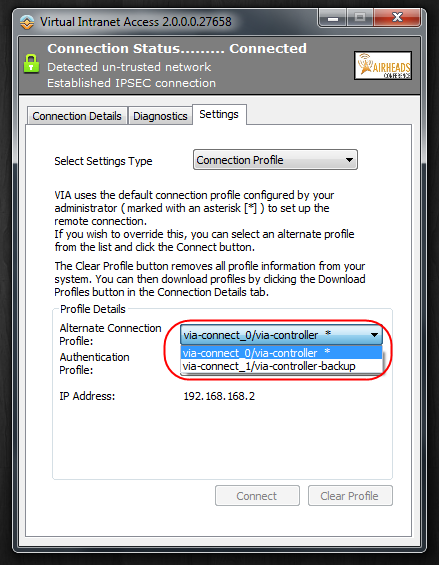 Virtual Intranet Access 2.0.0.0.27658
Connection Status......... Connected
Detected un-trusted network
Established IPSEC connection
AIRHEADS
CONFERENCE
Connection Details
Diagnostics
Settings
Select Settings Type
Connection Profile
VIA uses the default connection profile configured by your
administrator ( marked with an asterisk [*] ) to set up the
remote connection.
If you wish to override this, you can select an alternate profile
from the list and click the Connect button.
The Clear Profile button removes all profile information from your
system. You can then download profiles by clicking the Download
Profiles button in the Connection Details tab.
Profile Details
Alternate Connection
Profile:
via-connect_0/via-controller *
via-connect_0/via-controller *
via-connect_1/via-controller-backup
Authentication
Profile:
IP Address:
192.168.168.2
Connect
Clear Profile